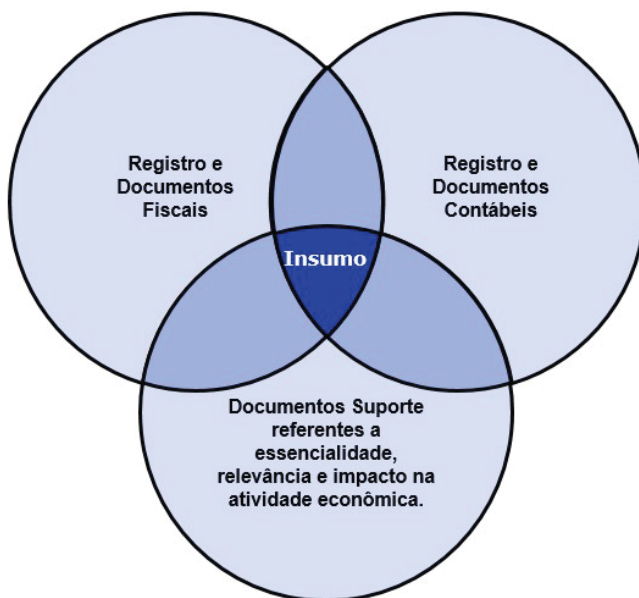 Registro e
Documentos
Fiscais
Registro e
Documentos
Contábeis
Insumo
Documentos Suporte
referentes a
essencialidade,
relevância e impacto na
atividade econômica.